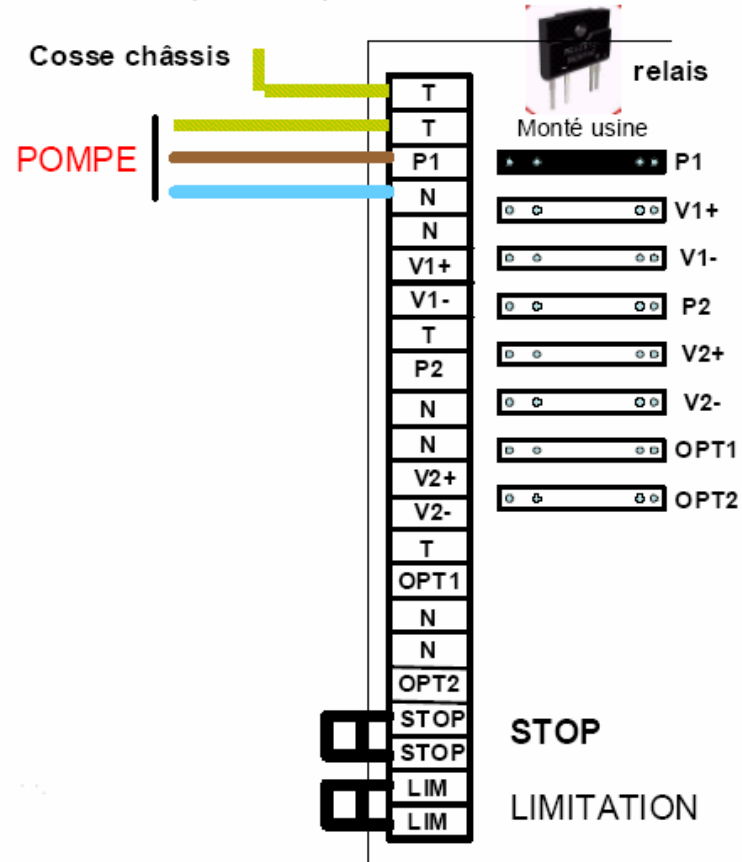 Cosse châssis
relais
POMPE
Monté usine
T
T
P1
N
N
V1+
V1-
T
P2
N
N
V2+
V2-
T
OPT1
N
N
OPT2
STOP
STOP
LIM
LIM
P1
V1+
V1-
P2
V2+
V2-
OPT1
OPT2
STOP
LIMITATION